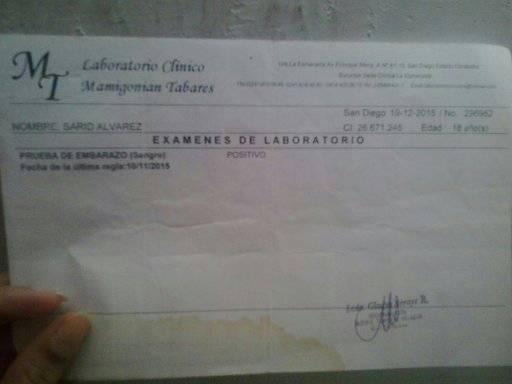 MT Laboratorio Clínico
Mamigonian Tabares
San Diego 19-12-2015 / No. 296962
NOMBRE. SARID ALVAREZ CI. 26.671.245 Edad 18 año(s)
EXAMENES DE LABORATORIO
PRUEBA DE EMBARAZO (Sangre) POSITIVO
Fecha de la última regla:10/11/2015